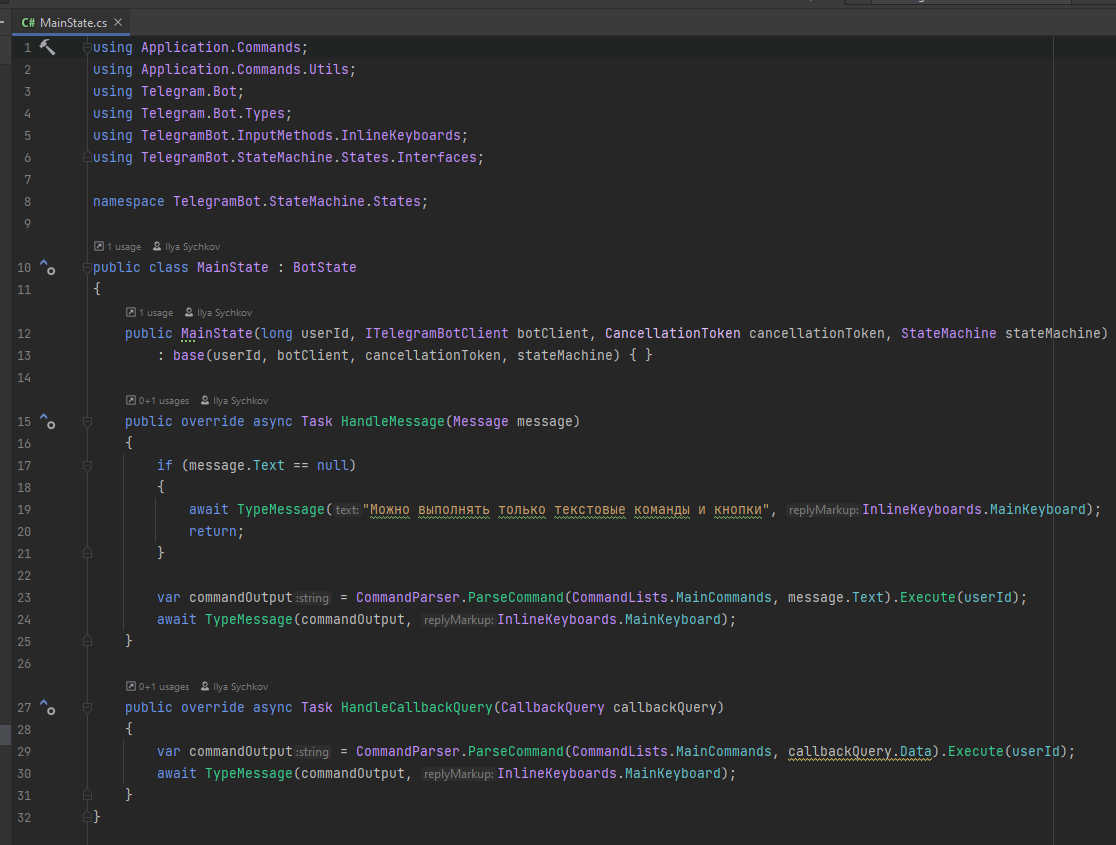 C# MainState.cs ×
1 using Application.Commands;
2 using Application.Commands.Utils;
3 using Telegram.Bot;
4 using Telegram.Bot.Types;
5 using TelegramBot.InputMethods.InlineKeyboards;
6 using TelegramBot.StateMachine.States.Interfaces;
7
8 namespace TelegramBot.StateMachine.States;
9
1 usage Ilya Sychkov
10 public class MainState : BotState
11 {
1 usage Ilya Sychkov
12 public MainState(long userId, ITelegramBotClient botClient, CancellationToken cancellationToken, StateMachine stateMachine)
13 : base(userId, botClient, cancellationToken, stateMachine) { }
14
0+1 usages Ilya Sychkov
15 public override async Task HandleMessage(Message message)
16 {
17 if (message.Text == null)
18 {
19 await TypeMessage(text: "Можно выполнять только текстовые команды и кнопки", replyMarkup: InlineKeyboards.MainKeyboard);
20 return;
21 }
22
23 var commandOutput :string = CommandParser.ParseCommand(CommandLists.MainCommands, message.Text).Execute(userId);
24 await TypeMessage(commandOutput, replyMarkup: InlineKeyboards.MainKeyboard);
25 }
26
0+1 usages Ilya Sychkov
27 public override async Task HandleCallbackQuery(CallbackQuery callbackQuery)
28 {
29 var commandOutput :string = CommandParser.ParseCommand(CommandLists.MainCommands, callbackQuery.Data).Execute(userId);
30 await TypeMessage(commandOutput, replyMarkup: InlineKeyboards.MainKeyboard);
31 }
32 }